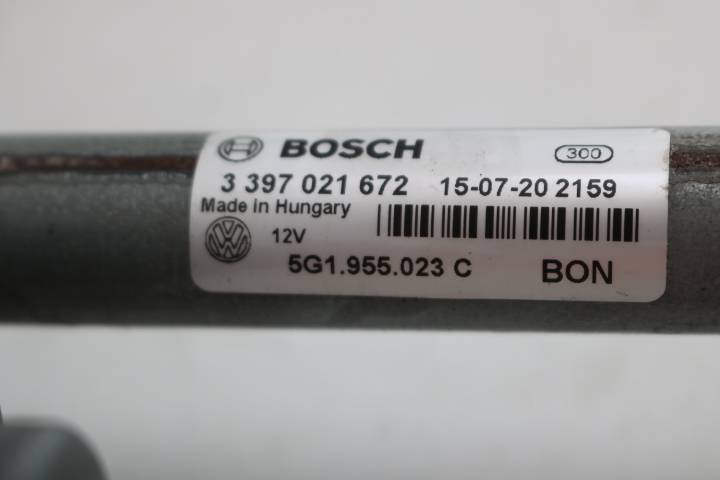 BOSCH 300
3 397 021 672 15-07-20 2159
Made in Hungary
12V
5G1.955.023 C BON